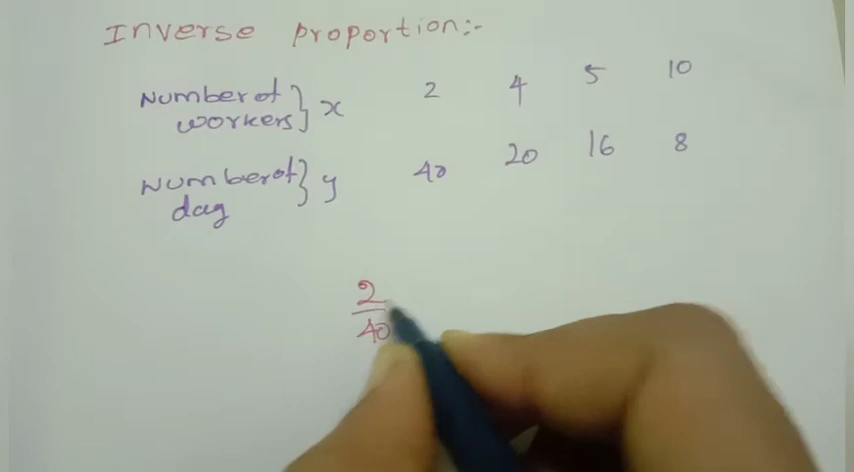 Inverse proportion:-
Number of } x 2 4 5 10
workers
Number of } y 40 20 16 8
day
2
40